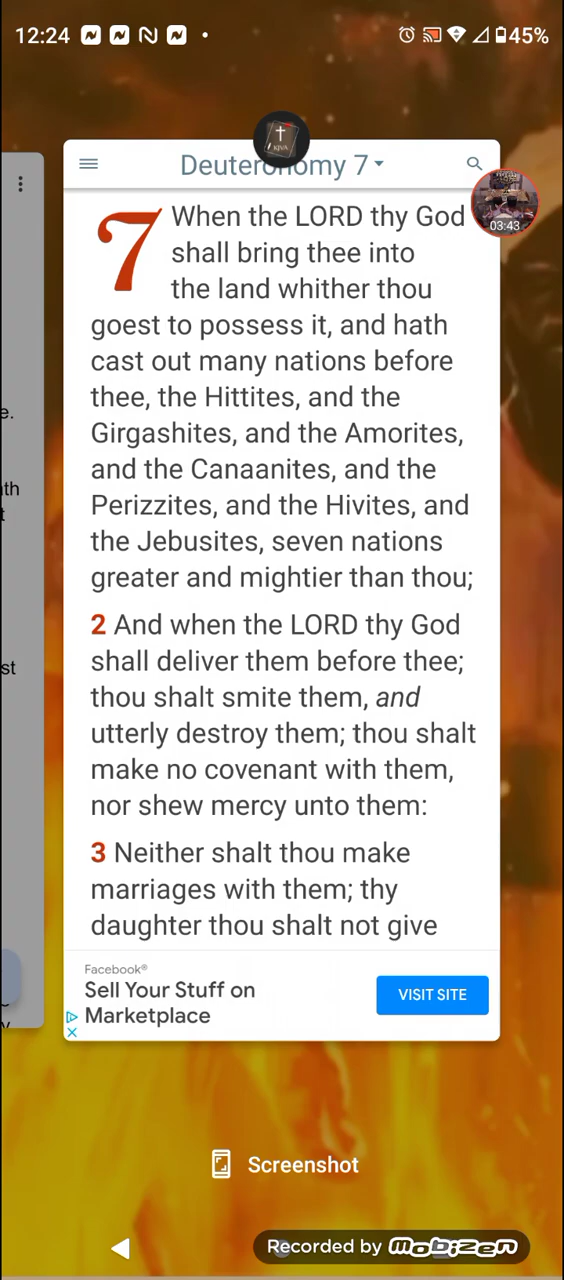 12:24
45%
KJVA
Deuteronomy 7
03:43
7 When the LORD thy God
shall bring thee into
the land whither thou
goest to possess it, and hath
cast out many nations before
thee, the Hittites, and the
Girgashites, and the Amorites,
and the Canaanites, and the
Perizzites, and the Hivites, and
the Jebusites, seven nations
greater and mightier than thou;
2 And when the LORD thy God
shall deliver them before thee;
thou shalt smite them, and
utterly destroy them; thou shalt
make no covenant with them,
nor shew mercy unto them:
3 Neither shalt thou make
marriages with them; thy
daughter thou shalt not give
e.
ath
t
st
Facebook®
Sell Your Stuff on
Marketplace
VISIT SITE
Screenshot
Recorded by mobizen